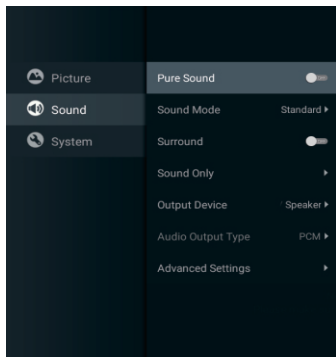 Picture
Sound
System
Pure Sound
Sound Mode Standard
Surround
Sound Only
Output Device Speaker
Audio Output Type PCM
Advanced Settings